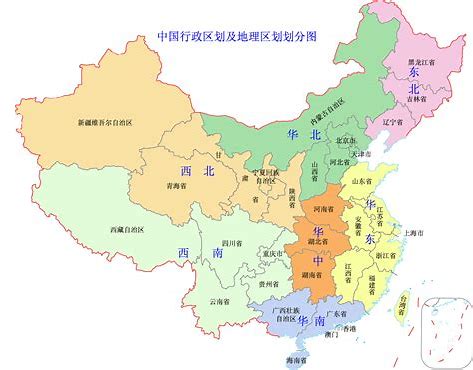 中国行政区划及地理区划划分图
黑龙江省
东
北
吉林省
辽宁省
内蒙古自治区
华
北
北京市
天津市
河北省
山
西
省
新疆维吾尔自治区
西
北
甘
肃
省
宁夏回族
自治区
陕
西
省
青海省
山东省
河南省
华
东
江
苏
省
安
徽
省
上海市
西藏自治区
西
南
四川省
重庆市
湖北省
华
中
湖南省
浙江省
江
西
省
福
建
省
贵州省
云南省
广西壮族
自治区
华
南
广东省
香港
澳门
台
湾
省
海南省